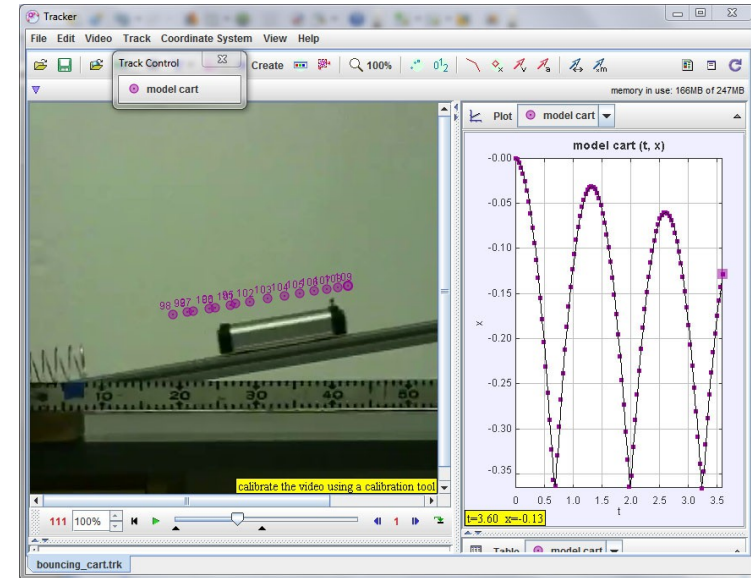 Tracker
File Edit Video Track Coordinate System View Help
Track Control
Create 100%
model cart
memory in use: 166MB of 247MB
Plot model cart
model cart (t, x)
-0.00
-0.05
-0.10
-0.15
-0.20
-0.25
-0.30
-0.35
x
0 0.5 1.0 1.5 2.0 2.5 3.0 3.5
t
t=3.60 x=-0.13
102 103 104
10 20 30 40
calibrate the video using a calibration tool
111 100% 1
Table model cart
bouncing_cart.trk